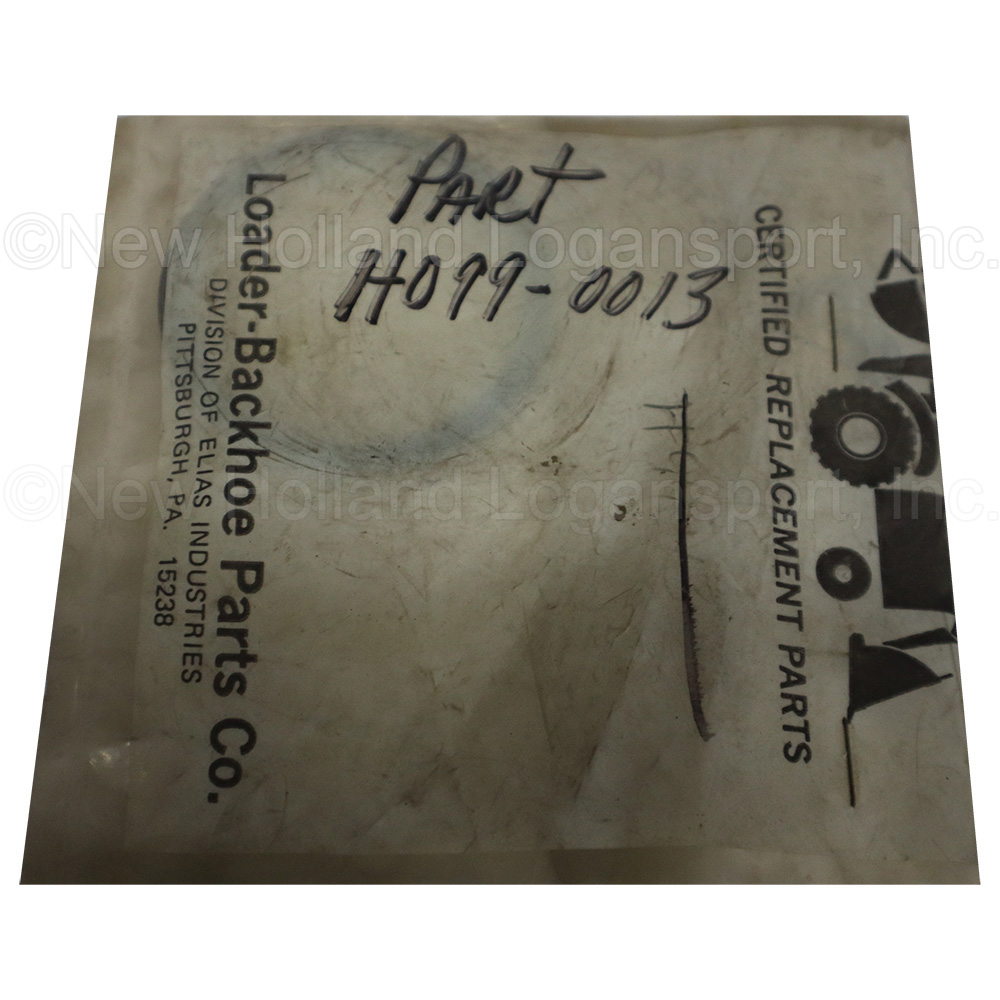 PART
H099-0013
Loader-Backhoe Parts Co.
DIVISION OF ELIAS INDUSTRIES
PITTSBURGH, PA. 15238
CERTIFIED REPLACEMENT PARTS
©New Holland Logansport, Inc.
©New Holland Logansport, Inc.